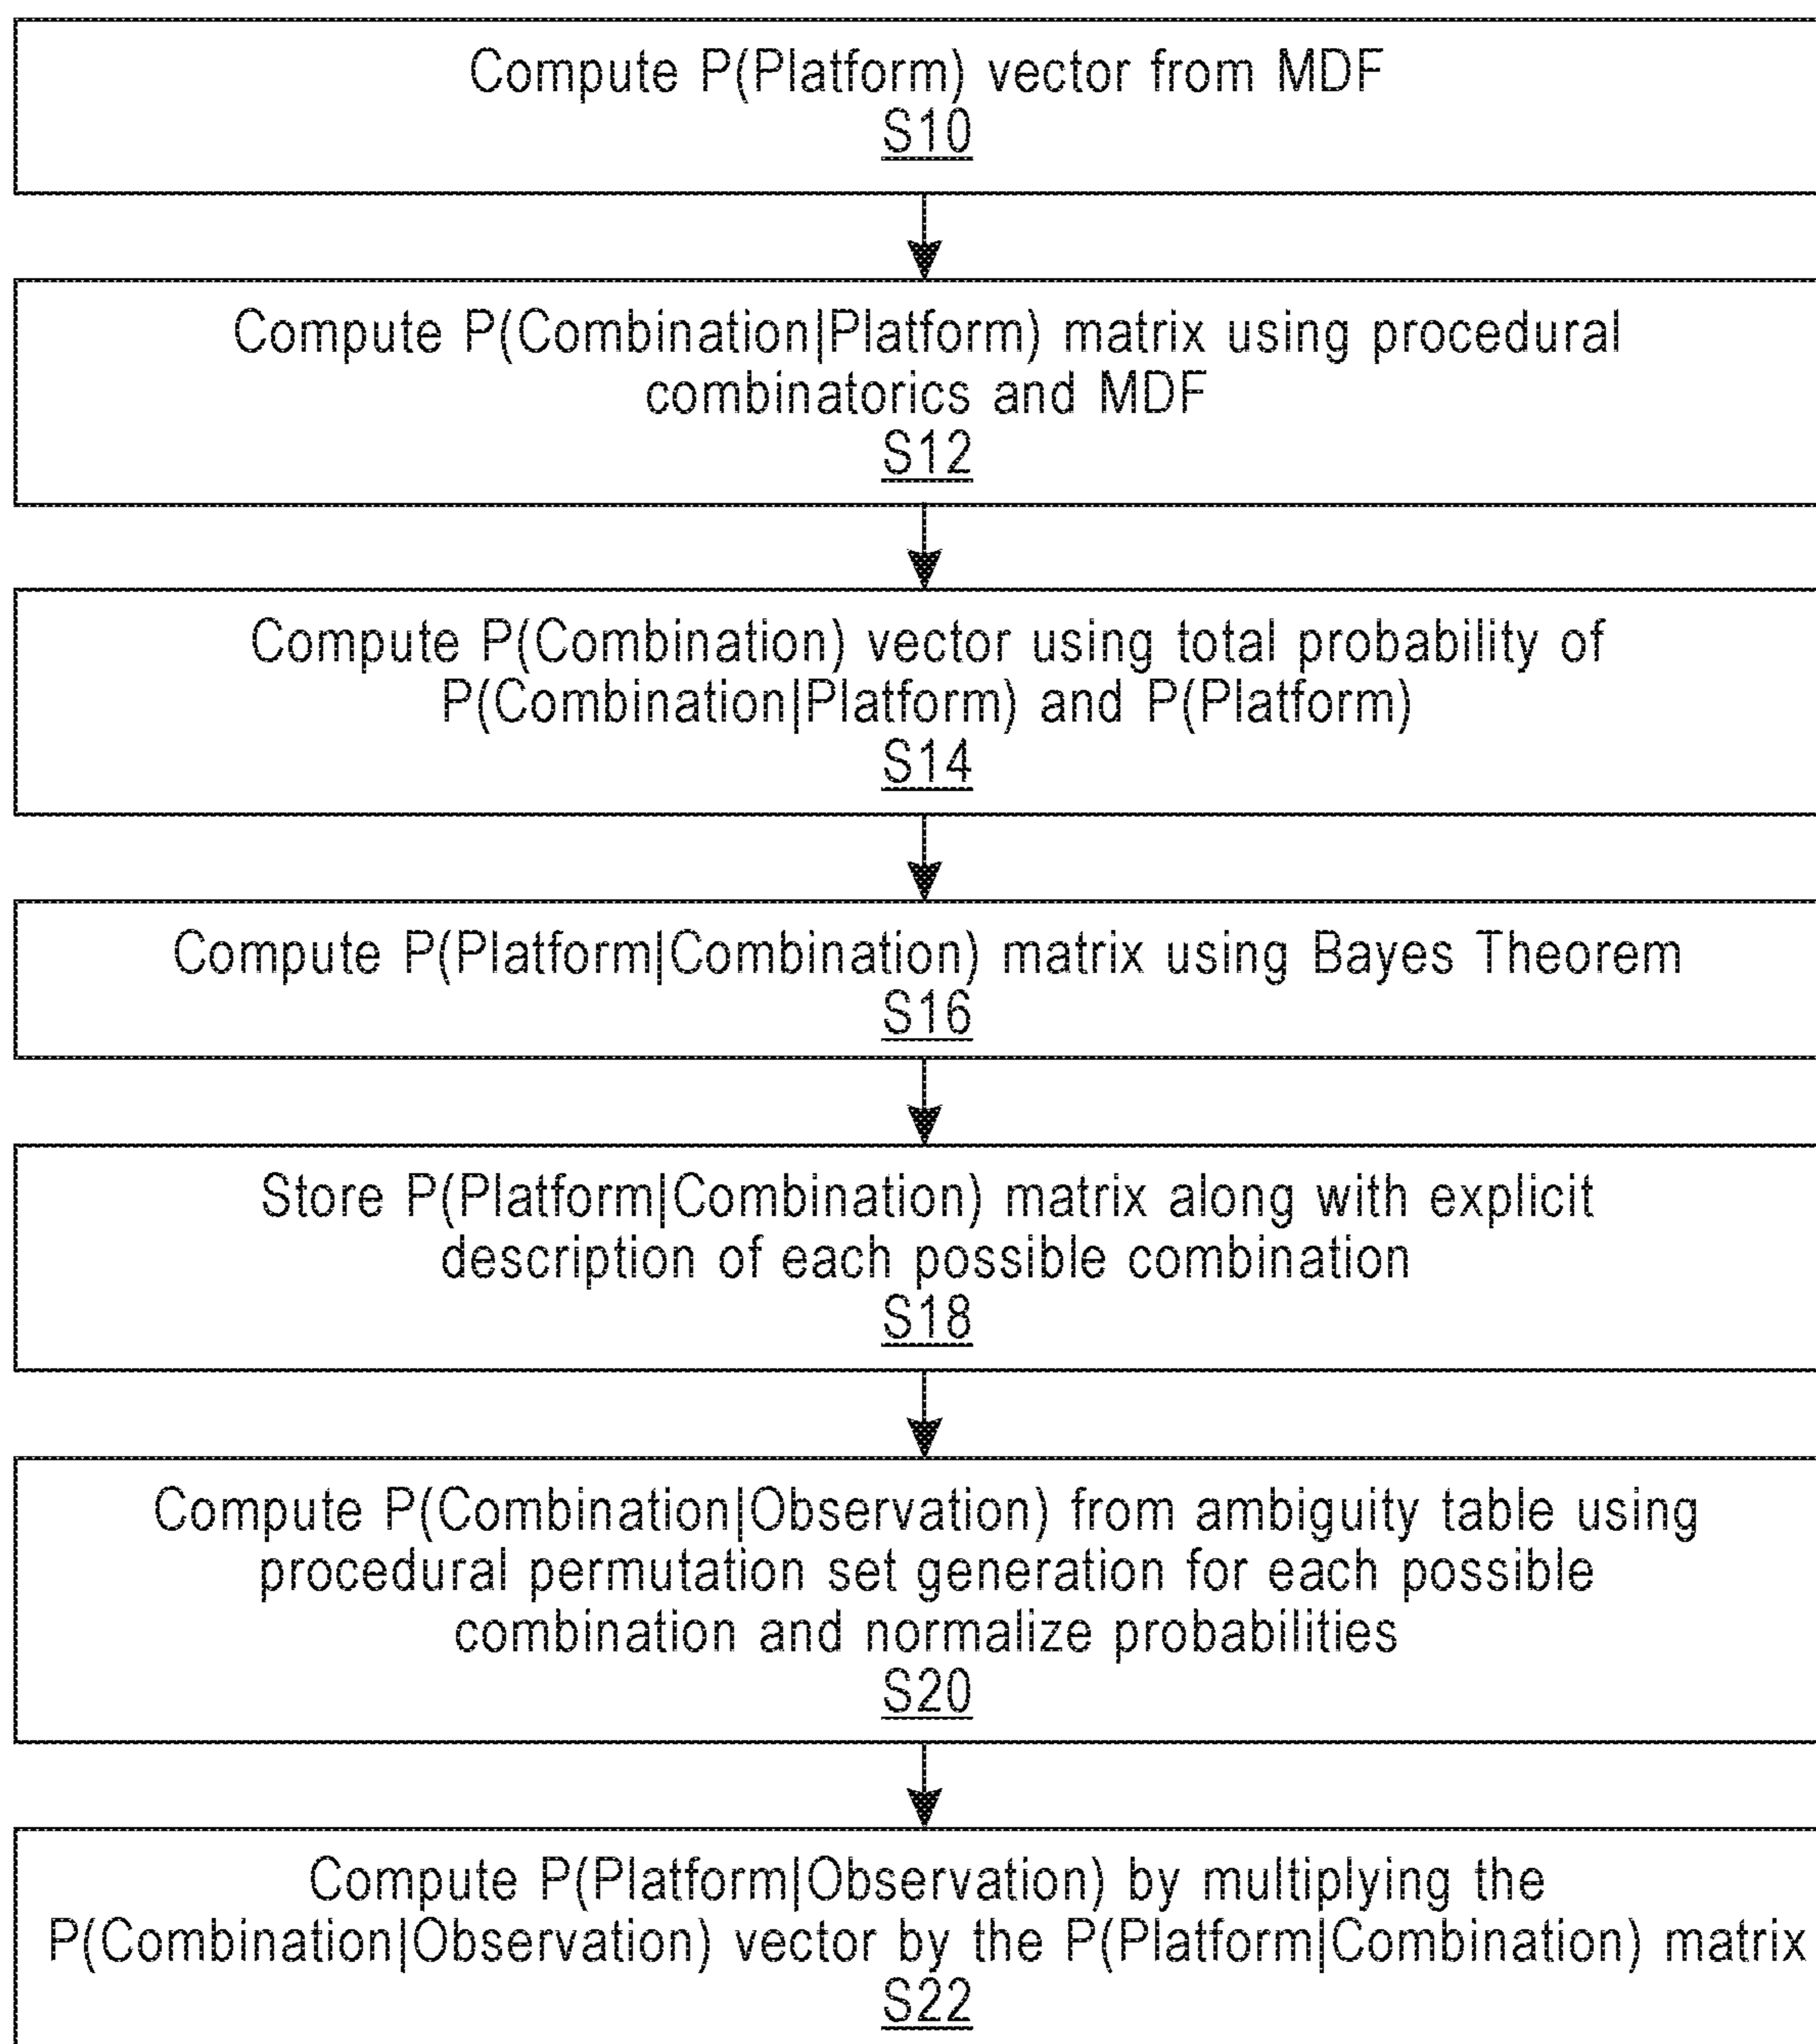 Compute P(Platform) vector from MDF
S10
Compute P(Combination|Platform) matrix using procedural
combinatorics and MDF
S12
Compute P(Combination) vector using total probability of
P(Combination|Platform) and P(Platform)
S14
Compute P(Platform|Combination) matrix using Bayes Theorem
S16
Store P(Platform|Combination) matrix along with explicit
description of each possible combination
S18
Compute P(Combination|Observation) from ambiguity table using
procedural permutation set generation for each possible
combination and normalize probabilities
S20
Compute P(Platform|Observation) by multiplying the
P(Combination|Observation) vector by the P(Platform|Combination) matrix
S22